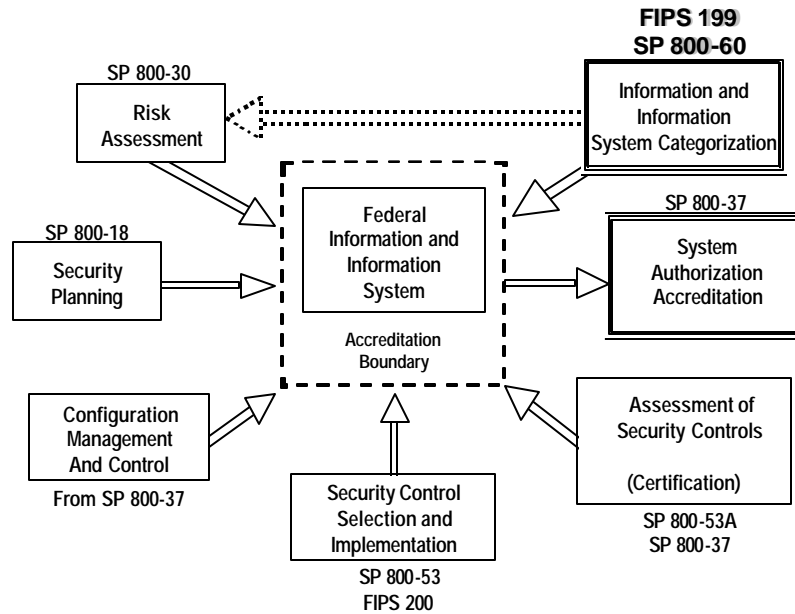 FIPS 199
SP 800-60
SP 800-30
Risk
Assessment
Information and
Information
System Categorization
SP 800-37
Federal
Information and
Information
System
SP 800-18
Security
Planning
System
Authorization
Accreditation
Accreditation
Boundary
Configuration
Management
And Control
From SP 800-37
Security Control
Selection and
Implementation
SP 800-53
FIPS 200
Assessment of
Security Controls
(Certification)
SP 800-53A
SP 800-37